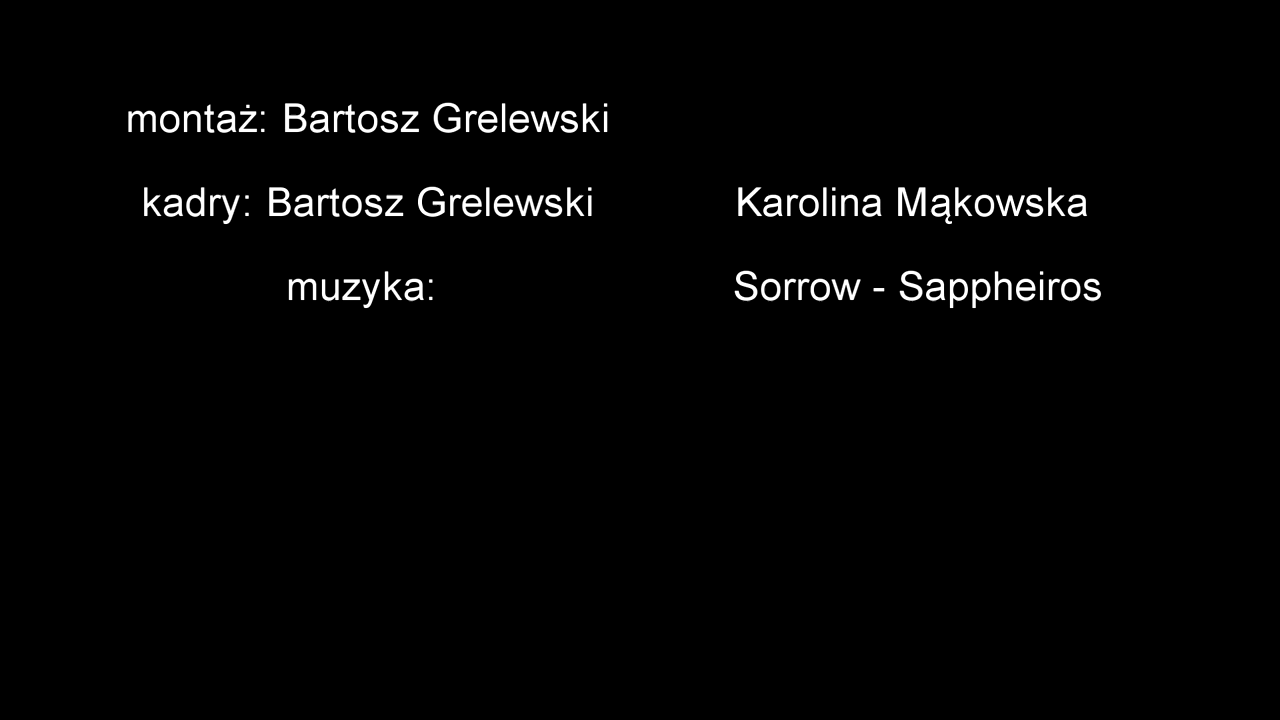 montaż: Bartosz Grelewski
kadry: Bartosz Grelewski Karolina Mąkowska
muzyka: Sorrow - Sappheiros